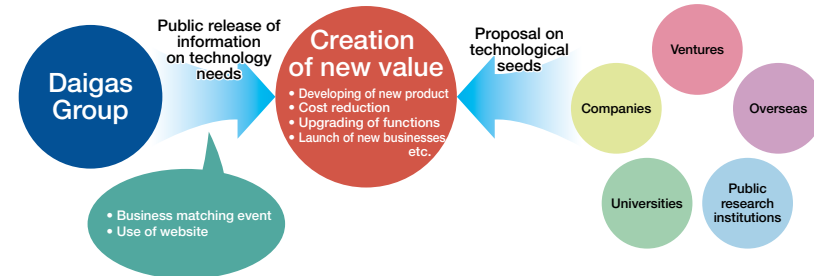 Daigas
Group
Public release of
information
on technology
needs
• Business matching event
• Use of website
Creation
of new value
• Developing of new product
• Cost reduction
• Upgrading of functions
• Launch of new businesses
etc.
Proposal on
technological
seeds
Ventures
Companies
Overseas
Universities
Public
research
institutions